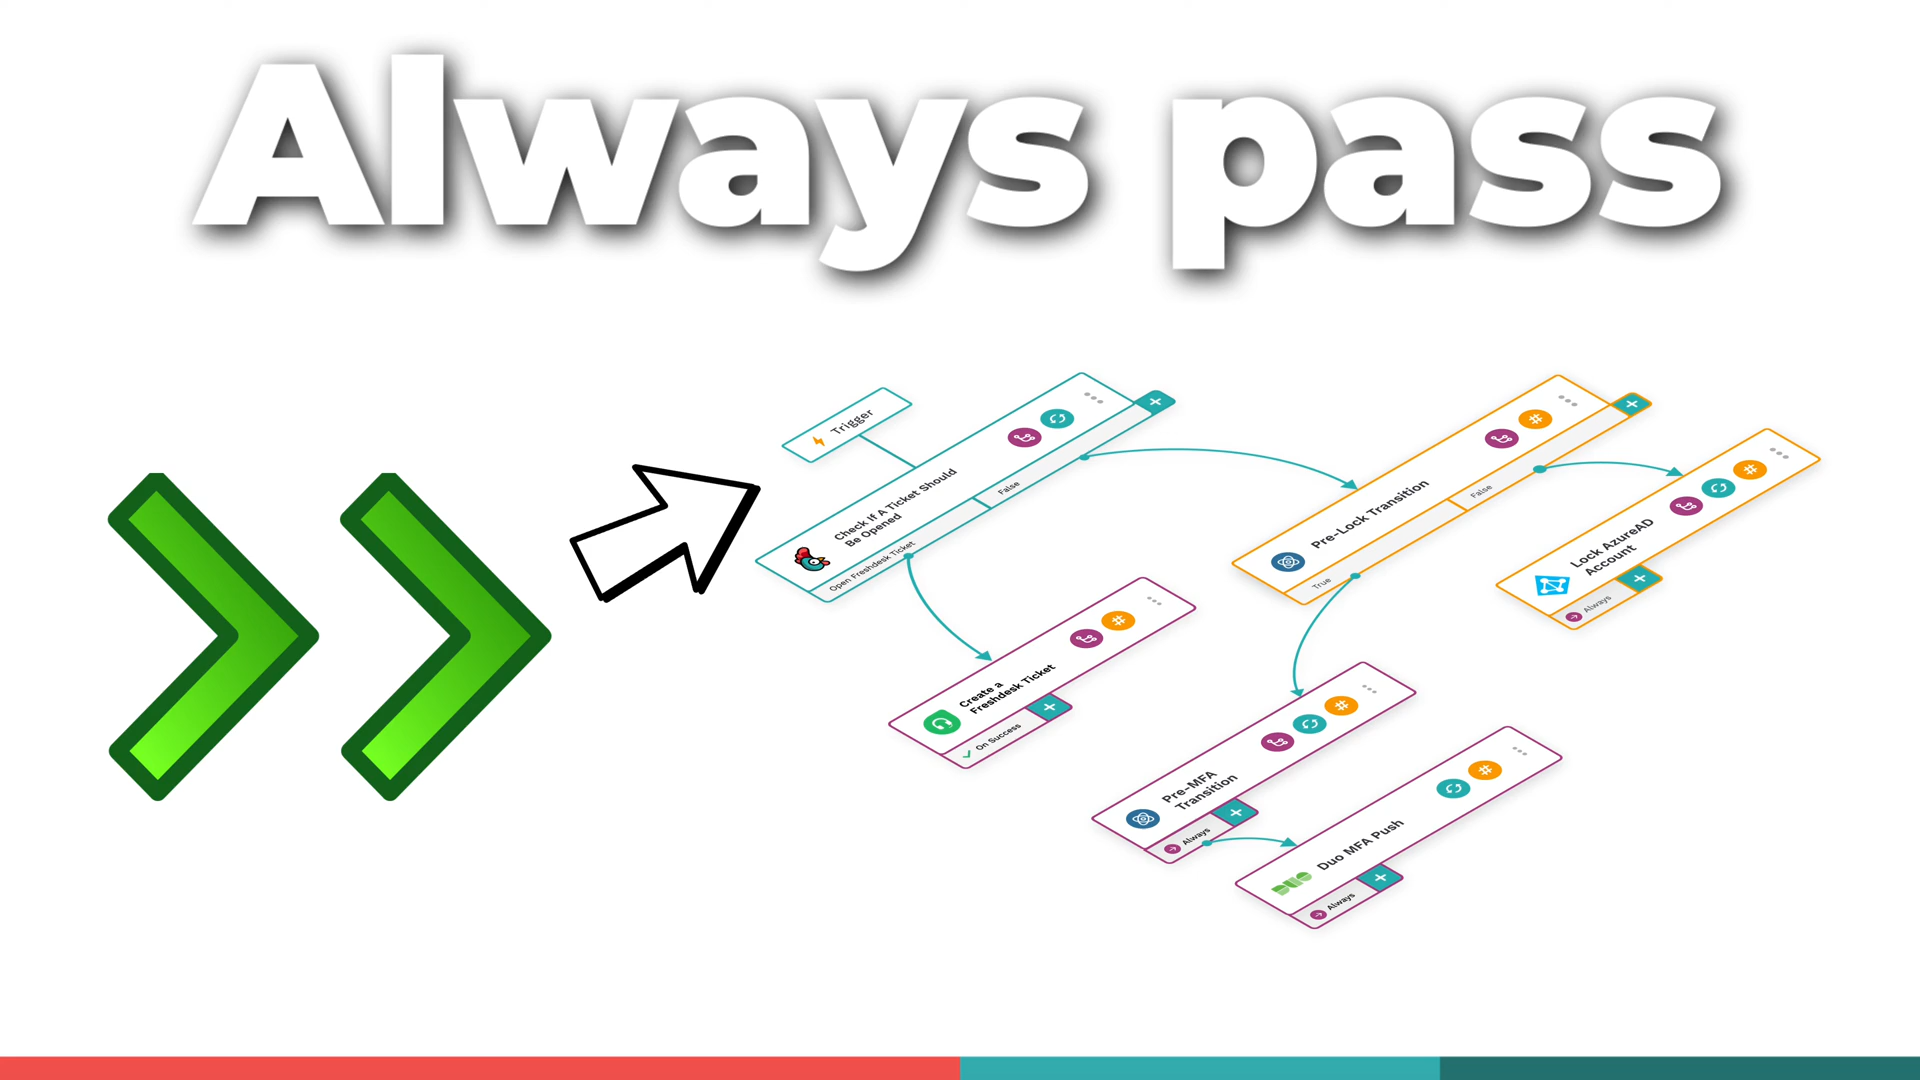 Always pass
Trigger
Check If A Ticket Should
Be Opened
Open Freshdesk Ticket
False
Pre-Lock Transition
True
False
Lock AzureAD
Account
Always
Create a
Freshdesk Ticket
On Success
Pre-MFA
Transition
Always
DUO
Duo MFA Push
Always